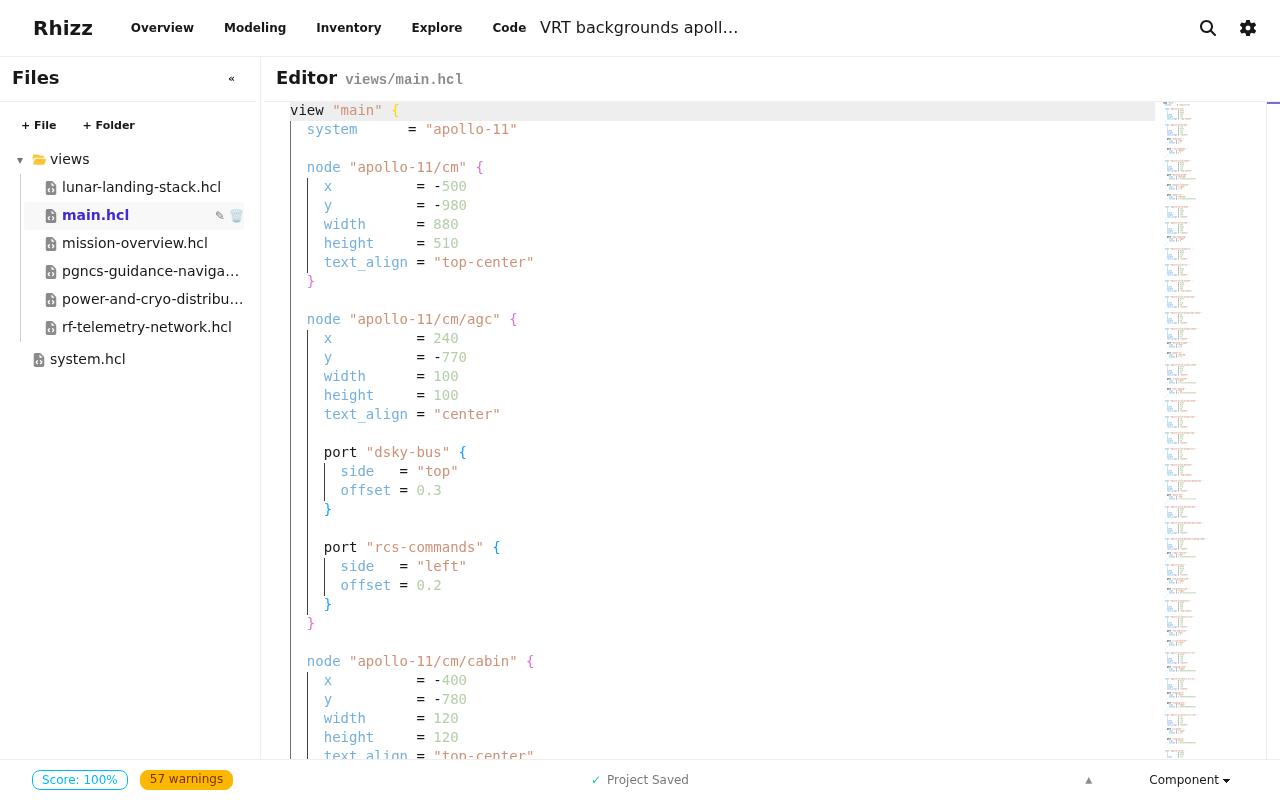 Rhizz Overview Modeling Inventory Explore Code VRT backgrounds apoll...
Files «
Editor views/main.hcl
+ File + Folder
▾ views
lunar-landing-stack.hcl
main.hcl
mission-overview.hcl
pgncs-guidance-naviga...
power-and-cryo-distribu...
rf-telemetry-network.hcl
system.hcl
view "main" {
system = "apollo-11"
node "apollo-11/cm" {
x = -500
y = -980
width = 880
height = 510
text_align = "top-center"
}
node "apollo-11/cm/agc" {
x = 240
y = -770
width = 100
height = 100
text_align = "center"
port "dsky-bus" {
side = "top"
offset = 0.3
}
port "rcs-commands" {
side = "left"
offset = 0.2
}
}
node "apollo-11/cm/cabin" {
x = -400
y = -780
width = 120
height = 120
text_align = "top-center"
Score: 100% 57 warnings ✓ Project Saved ▲ Component